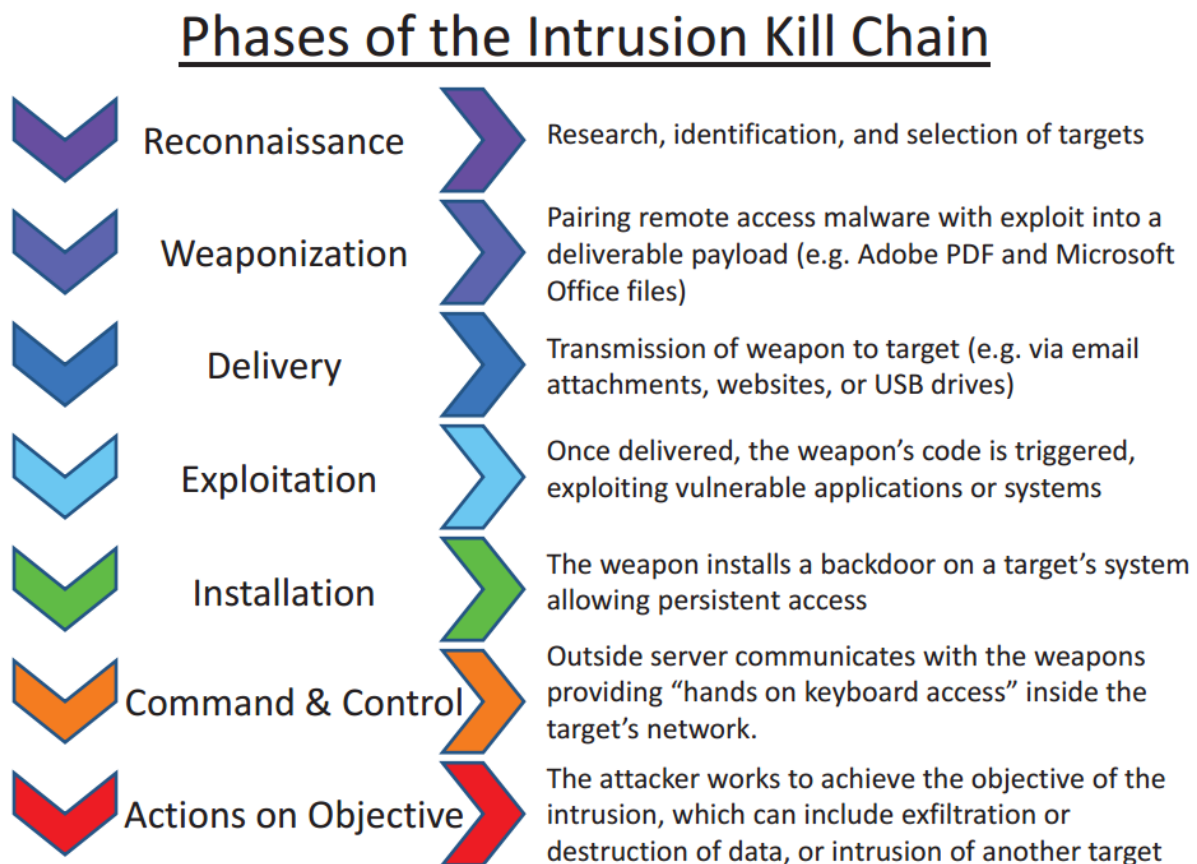 Phases of the Intrusion Kill Chain
Reconnaissance
Research, identification, and selection of targets
Weaponization
Pairing remote access malware with exploit into a
deliverable payload (e.g. Adobe PDF and Microsoft
Office files)
Delivery
Transmission of weapon to target (e.g. via email
attachments, websites, or USB drives)
Exploitation
Once delivered, the weapon’s code is triggered,
exploiting vulnerable applications or systems
Installation
The weapon installs a backdoor on a target’s system
allowing persistent access
Command & Control
Outside server communicates with the weapons
providing “hands on keyboard access” inside the
target’s network.
Actions on Objective
The attacker works to achieve the objective of the
intrusion, which can include exfiltration or
destruction of data, or intrusion of another target